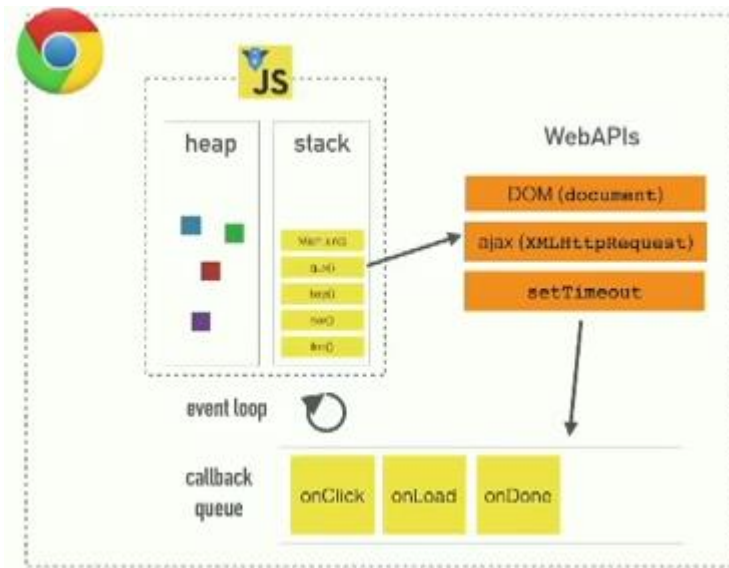 JS
heap
stack
WebAPIs
DOM (document)
ajax (XMLHttpRequest)
setTimeout
event loop
callback
queue
onClick
onLoad
onDone